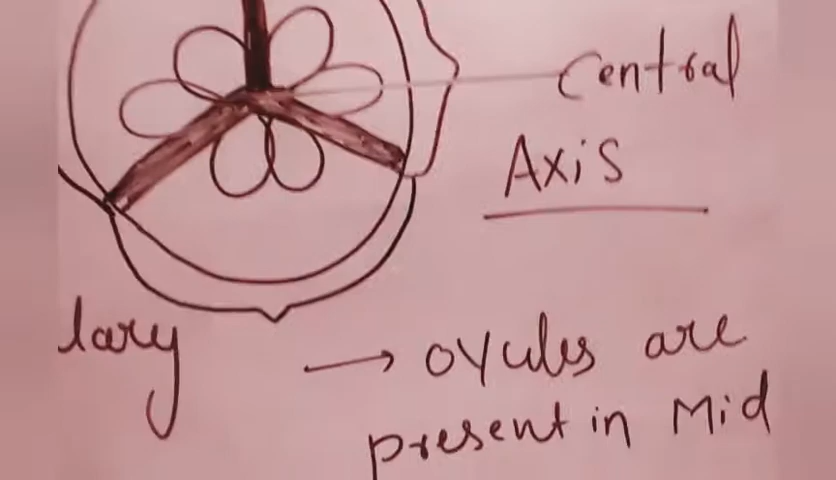 Central
Axis
lary
→ ovules are
present in Mid